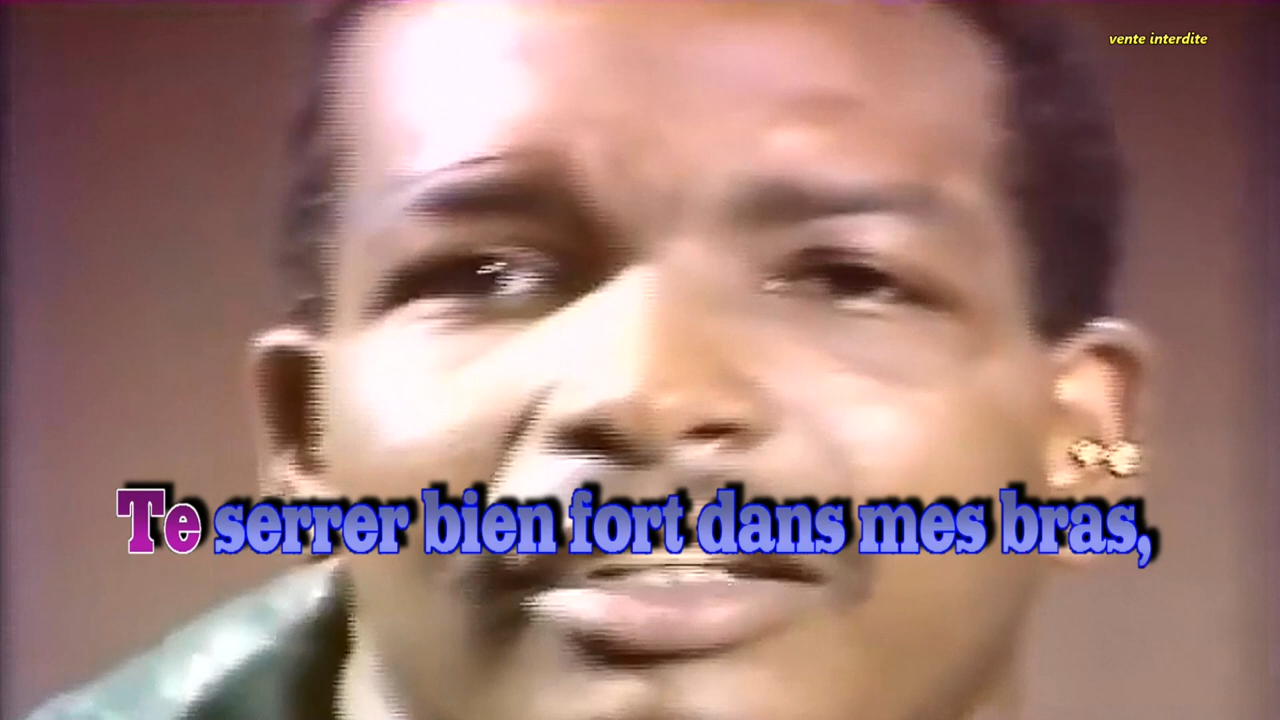 vente interdite
Te serrer bien fort dans mes bras,